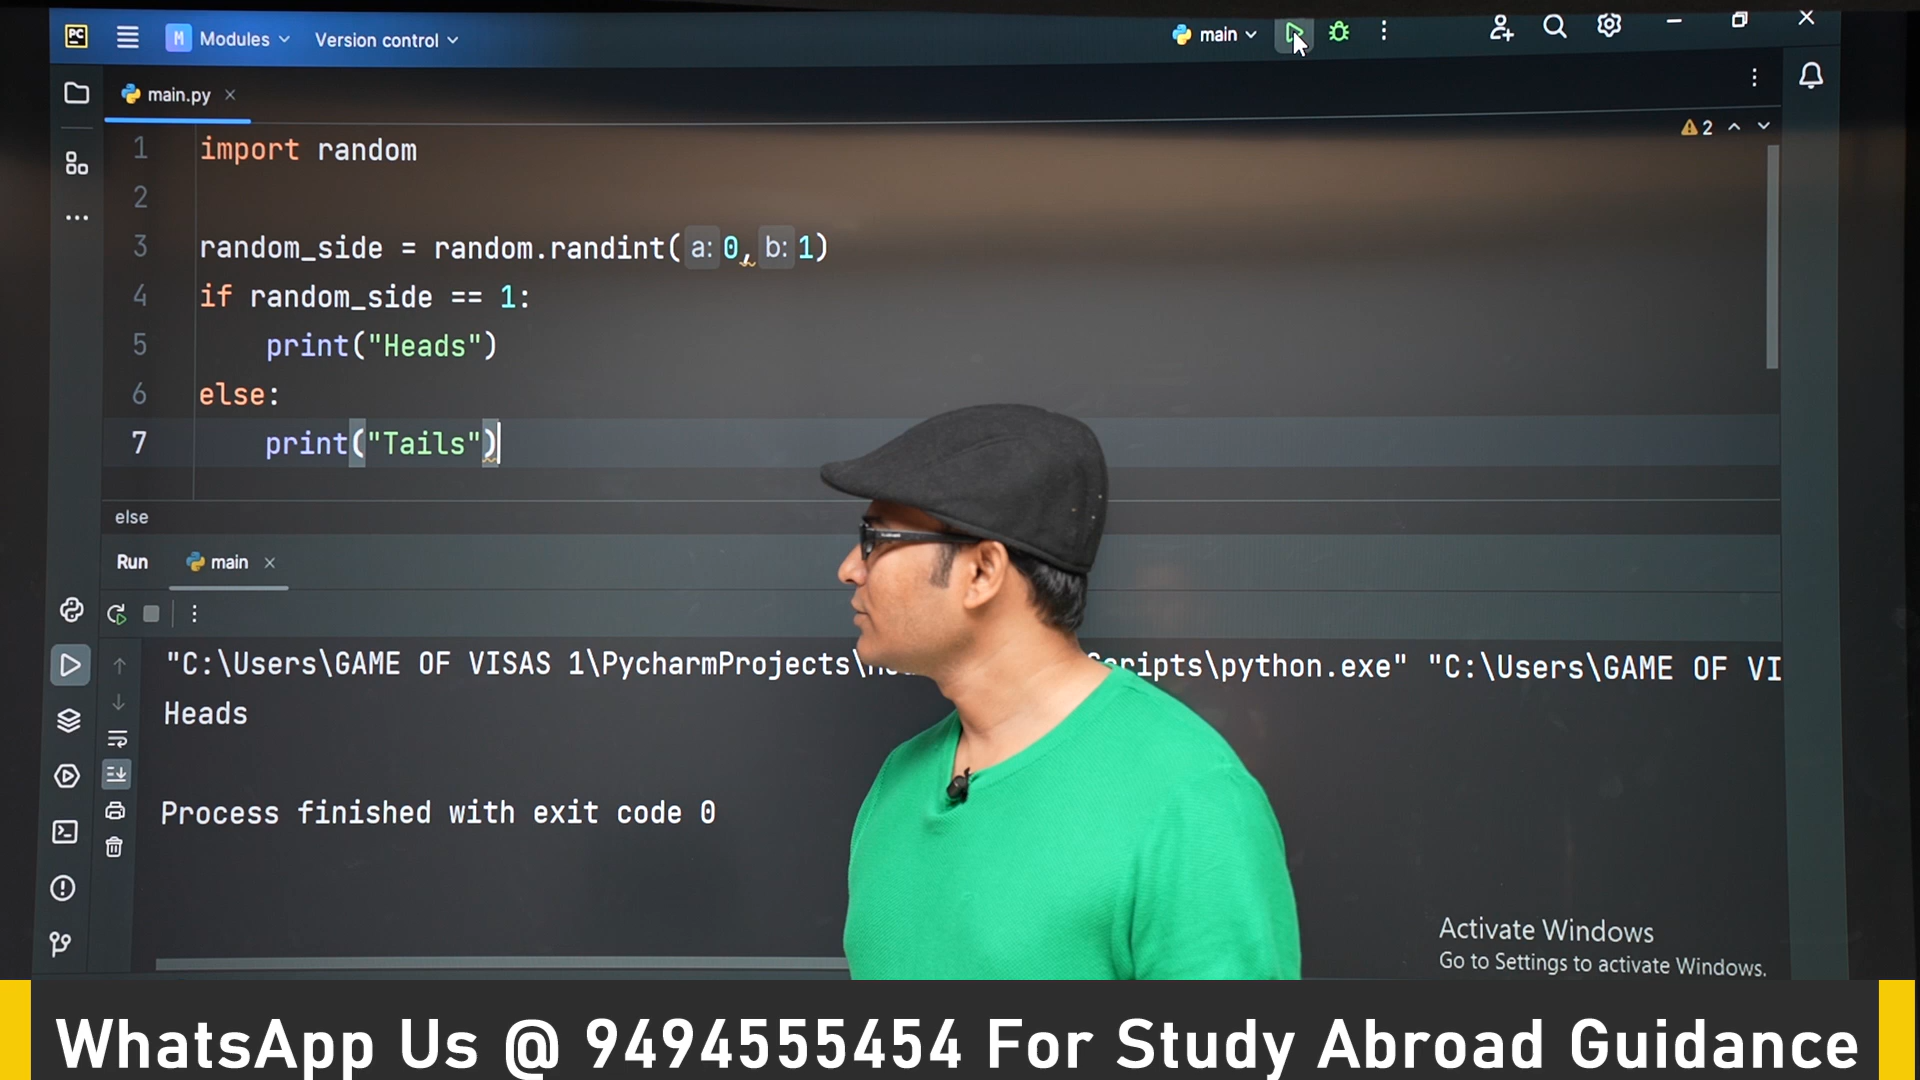 PC
M Modules Version control main
main.py
2
1 import random
2
3 random_side = random.randint( a: 0, b: 1)
4 if random_side == 1:
5 print("Heads")
6 else:
7 print("Tails")
else
Run main
"C:\Users\GAME OF VISAS 1\PycharmProjects\ cripts\python.exe" "C:\Users\GAME OF VI
Heads
Process finished with exit code 0
Activate Windows
Go to Settings to activate Windows.
WhatsApp Us @ 9494555454 For Study Abroad Guidance